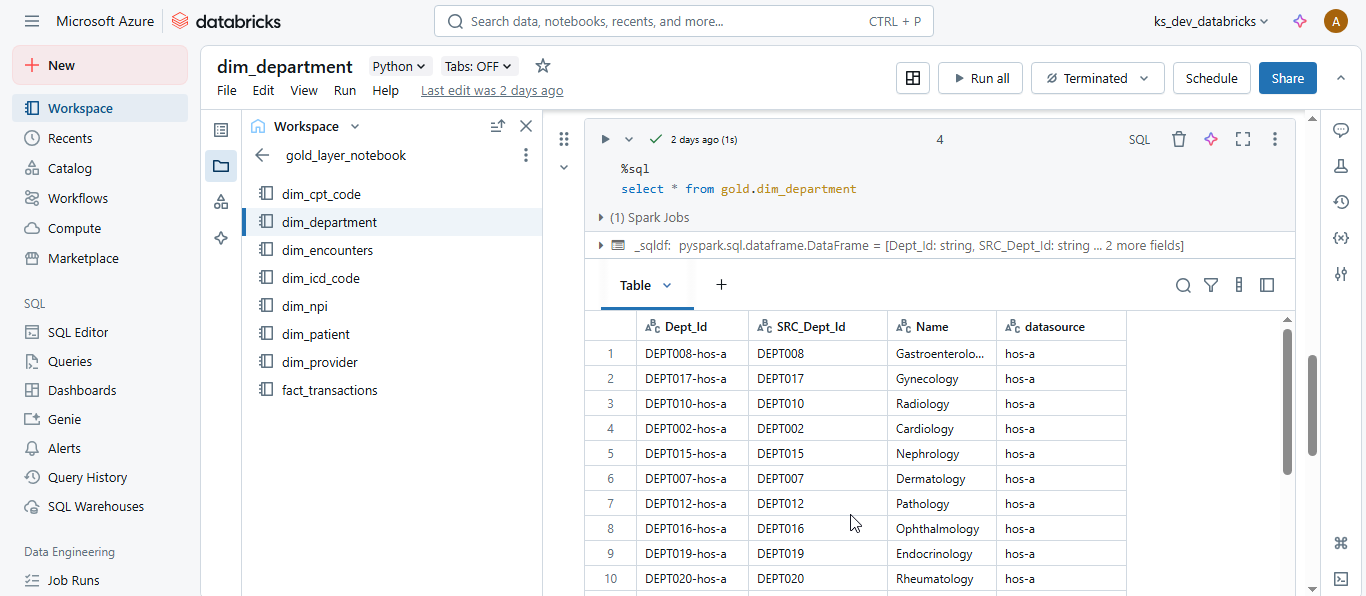 Microsoft Azure databricks Search data, notebooks, recents, and more... CTRL + P ks_dev_databricks A
New
Workspace
Recents
Catalog
Workflows
Compute
Marketplace
SQL
SQL Editor
Queries
Dashboards
Genie
Alerts
Query History
SQL Warehouses
Data Engineering
Job Runs
dim_department Python Tabs: OFF
File Edit View Run Help Last edit was 2 days ago
Run all Terminated Schedule Share
Workspace
gold_layer_notebook
dim_cpt_code
dim_department
dim_encounters
dim_icd_code
dim_npi
dim_patient
dim_provider
fact_transactions
2 days ago (1s) 4 SQL
%sql
select * from gold.dim_department
(1) Spark Jobs
_sqldf: pyspark.sql.dataframe.DataFrame = [Dept_Id: string, SRC_Dept_Id: string ... 2 more fields]
Table +
Dept_Id SRC_Dept_Id Name datasource
1 DEPT008-hos-a DEPT008 Gastroenterolo... hos-a
2 DEPT017-hos-a DEPT017 Gynecology hos-a
3 DEPT010-hos-a DEPT010 Radiology hos-a
4 DEPT002-hos-a DEPT002 Cardiology hos-a
5 DEPT015-hos-a DEPT015 Nephrology hos-a
6 DEPT007-hos-a DEPT007 Dermatology hos-a
7 DEPT012-hos-a DEPT012 Pathology hos-a
8 DEPT016-hos-a DEPT016 Ophthalmology hos-a
9 DEPT019-hos-a DEPT019 Endocrinology hos-a
10 DEPT020-hos-a DEPT020 Rheumatology hos-a